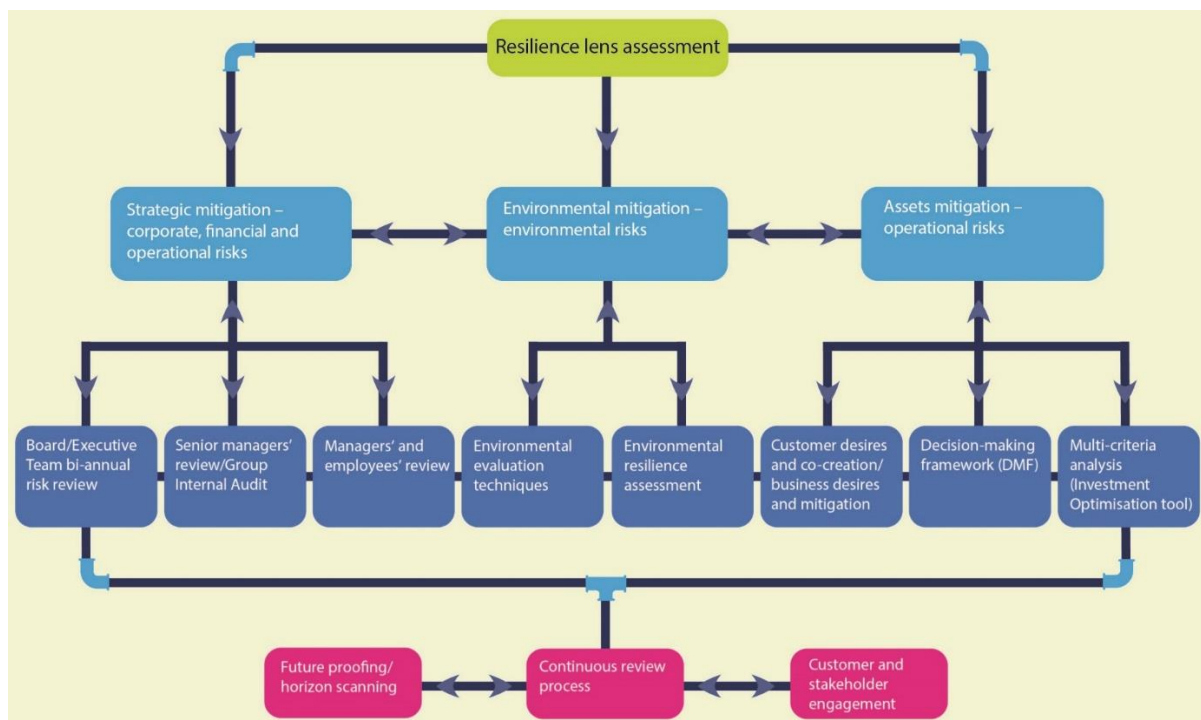 Resilience lens assessment
Strategic mitigation –
corporate, financial and
operational risks
Environmental mitigation –
environmental risks
Assets mitigation –
operational risks
Board/Executive
Team bi-annual
risk review
Senior managers'
review/Group
Internal Audit
Managers' and
employees' review
Environmental
evaluation
techniques
Environmental
resilience
assessment
Customer desires
and co-creation/
business desires
and mitigation
Decision-making
framework (DMF)
Multi-criteria
analysis
(Investment
Optimisation tool)
Future proofing/
horizon scanning
Continuous review
process
Customer and
stakeholder
engagement